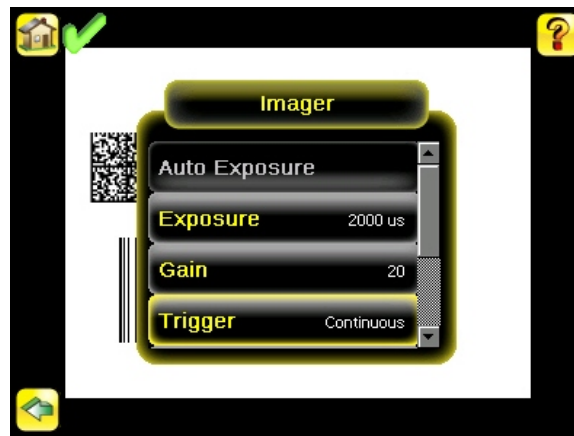 Imager
Auto Exposure
Exposure 2000 us
Gain 20
Trigger Continuous
?